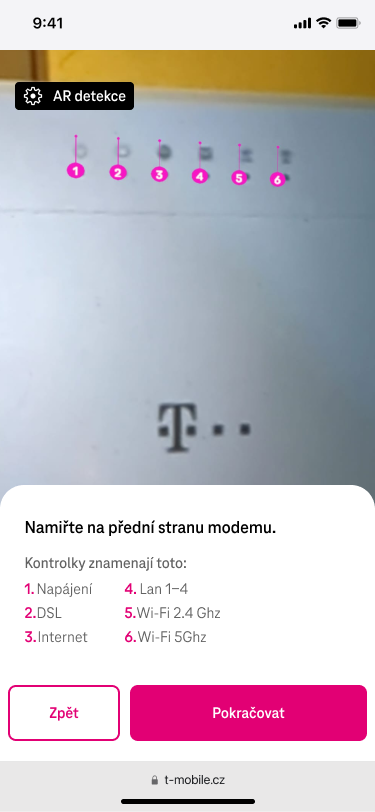 9:41
AR detekce
1 2 3 4 5 6
T
Namiřte na přední stranu modemu.
Kontrolky znamenají toto:
1. Napájení
2. DSL
3. Internet
4. Lan 1–4
5. Wi-Fi 2.4 Ghz
6. Wi-Fi 5Ghz
Zpět
Pokračovat
t-mobile.cz